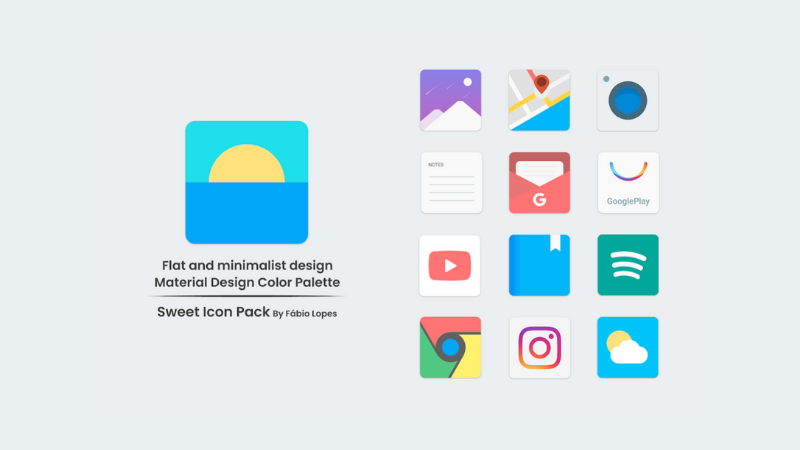 Flat and minimalist design
Material Design Color Palette
Sweet Icon Pack By Fábio Lopes
NOTES
G
GooglePlay